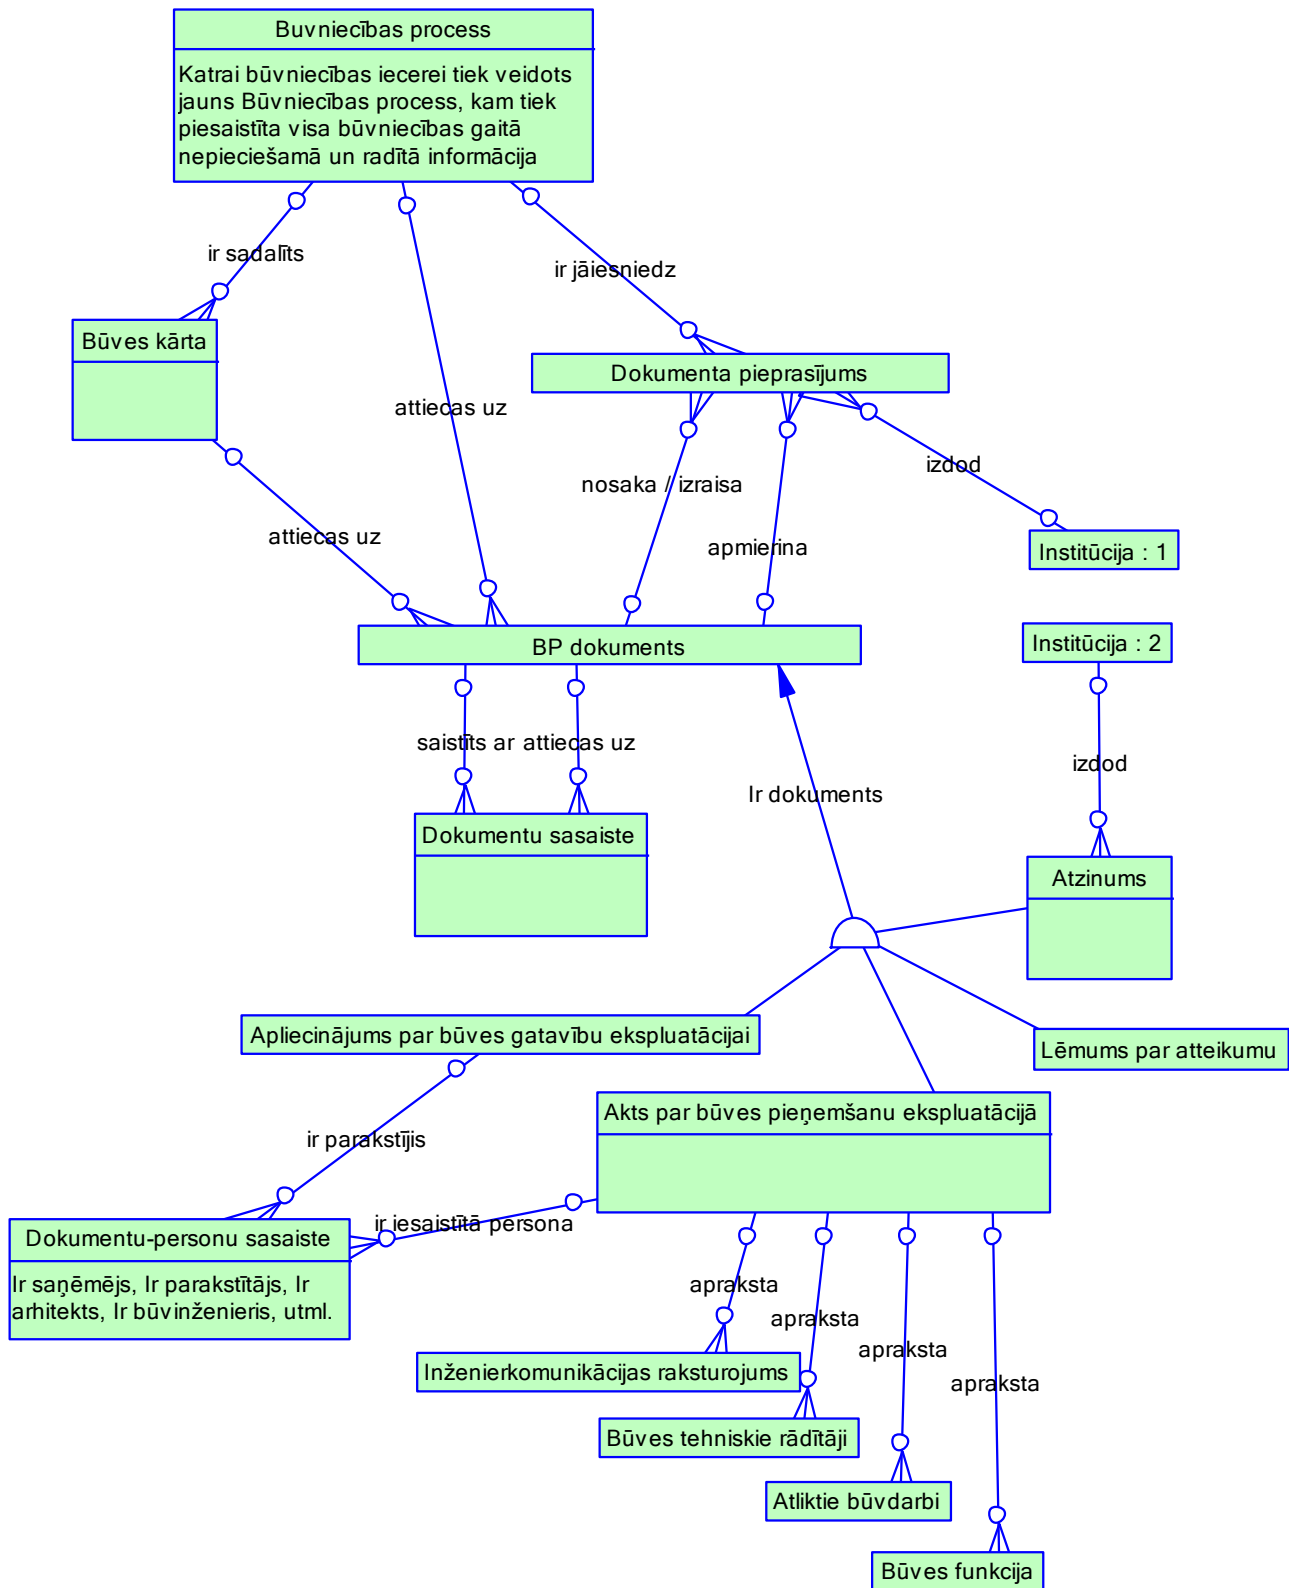 Buvniecības process
Katrai būvniecības iecerei tiek veidots
jauns Būvniecības process, kam tiek
piesaistīta visa būvniecības gaitā
nepieciešamā un radītā informācija
ir sadalīts
ir jāiesniedz
Būves kārta
Dokumenta pieprasījums
attiecas uz
izdod
nosaka / izraisa
attiecas uz
apmierina
Institūcija : 1
BP dokuments
Institūcija : 2
saistīts ar
attiecas uz
izdod
Ir dokuments
Dokumentu sasaiste
Atzinums
Apliecinājums par būves gatavību ekspluatācijai
Lēmums par atteikumu
Akts par būves pieņemšanu ekspluatācijā
ir parakstījis
ir iesaistītā persona
Dokumentu-personu sasaiste
Ir saņēmējs, Ir parakstītājs, Ir
arhitekts, Ir būvinženieris, utml.
apraksta
apraksta
apraksta
apraksta
Inženierkomunikācijas raksturojums
Būves tehniskie rādītāji
Atliktie būvdarbi
Būves funkcija